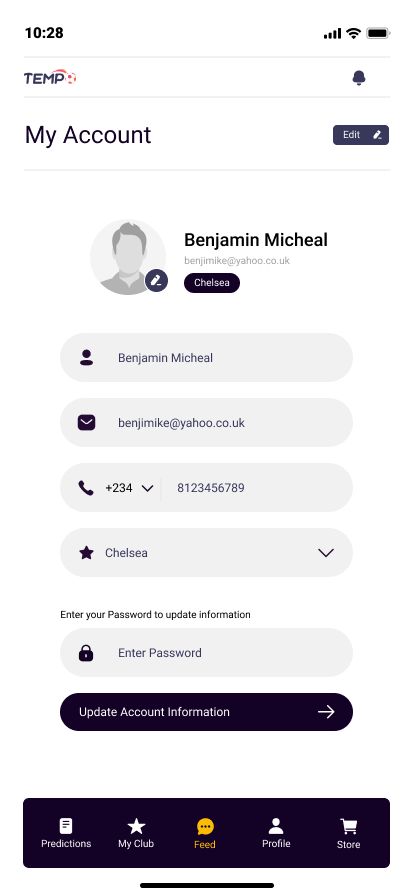 10:28
TEMPO
My Account
Edit
Benjamin Micheal
benjimike@yahoo.co.uk
Chelsea
Benjamin Micheal
benjimike@yahoo.co.uk
+234 8123456789
Chelsea
Enter your Password to update information
Enter Password
Update Account Information
Predictions My Club Feed Profile Store